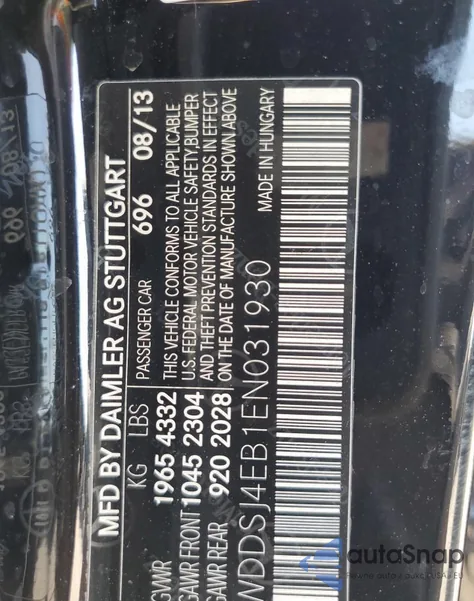 MFD BY DAIMLER AG STUTTGART
KG LBS PASSENGER CAR 696 08/13
GVWR 1965 4332 THIS VEHICLE CONFORMS TO ALL APPLICABLE
U.S. FEDERAL MOTOR VEHICLE SAFETY/BUMPER
GAWR FRONT 1045 2304 AND THEFT PREVENTION STANDARDS IN EFFECT
GAWR REAR 920 2028 ON THE DATE OF MANUFACTURE SHOWN ABOVE
MADE IN HUNGARY
WDDSJ4EB1EN031930
autoSnap